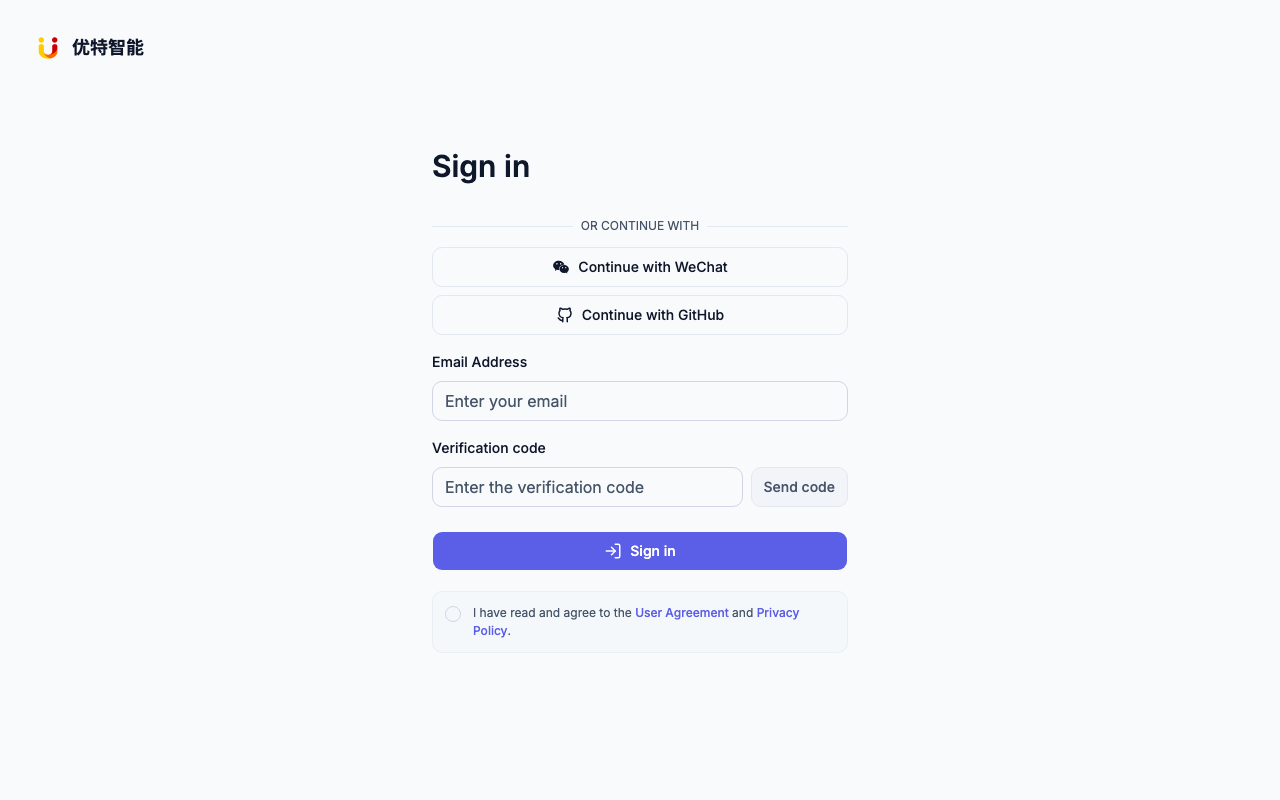 优特智能
Sign in
OR CONTINUE WITH
Continue with WeChat
Continue with GitHub
Email Address
Enter your email
Verification code
Enter the verification code
Send code
Sign in
I have read and agree to the User Agreement and Privacy
Policy.